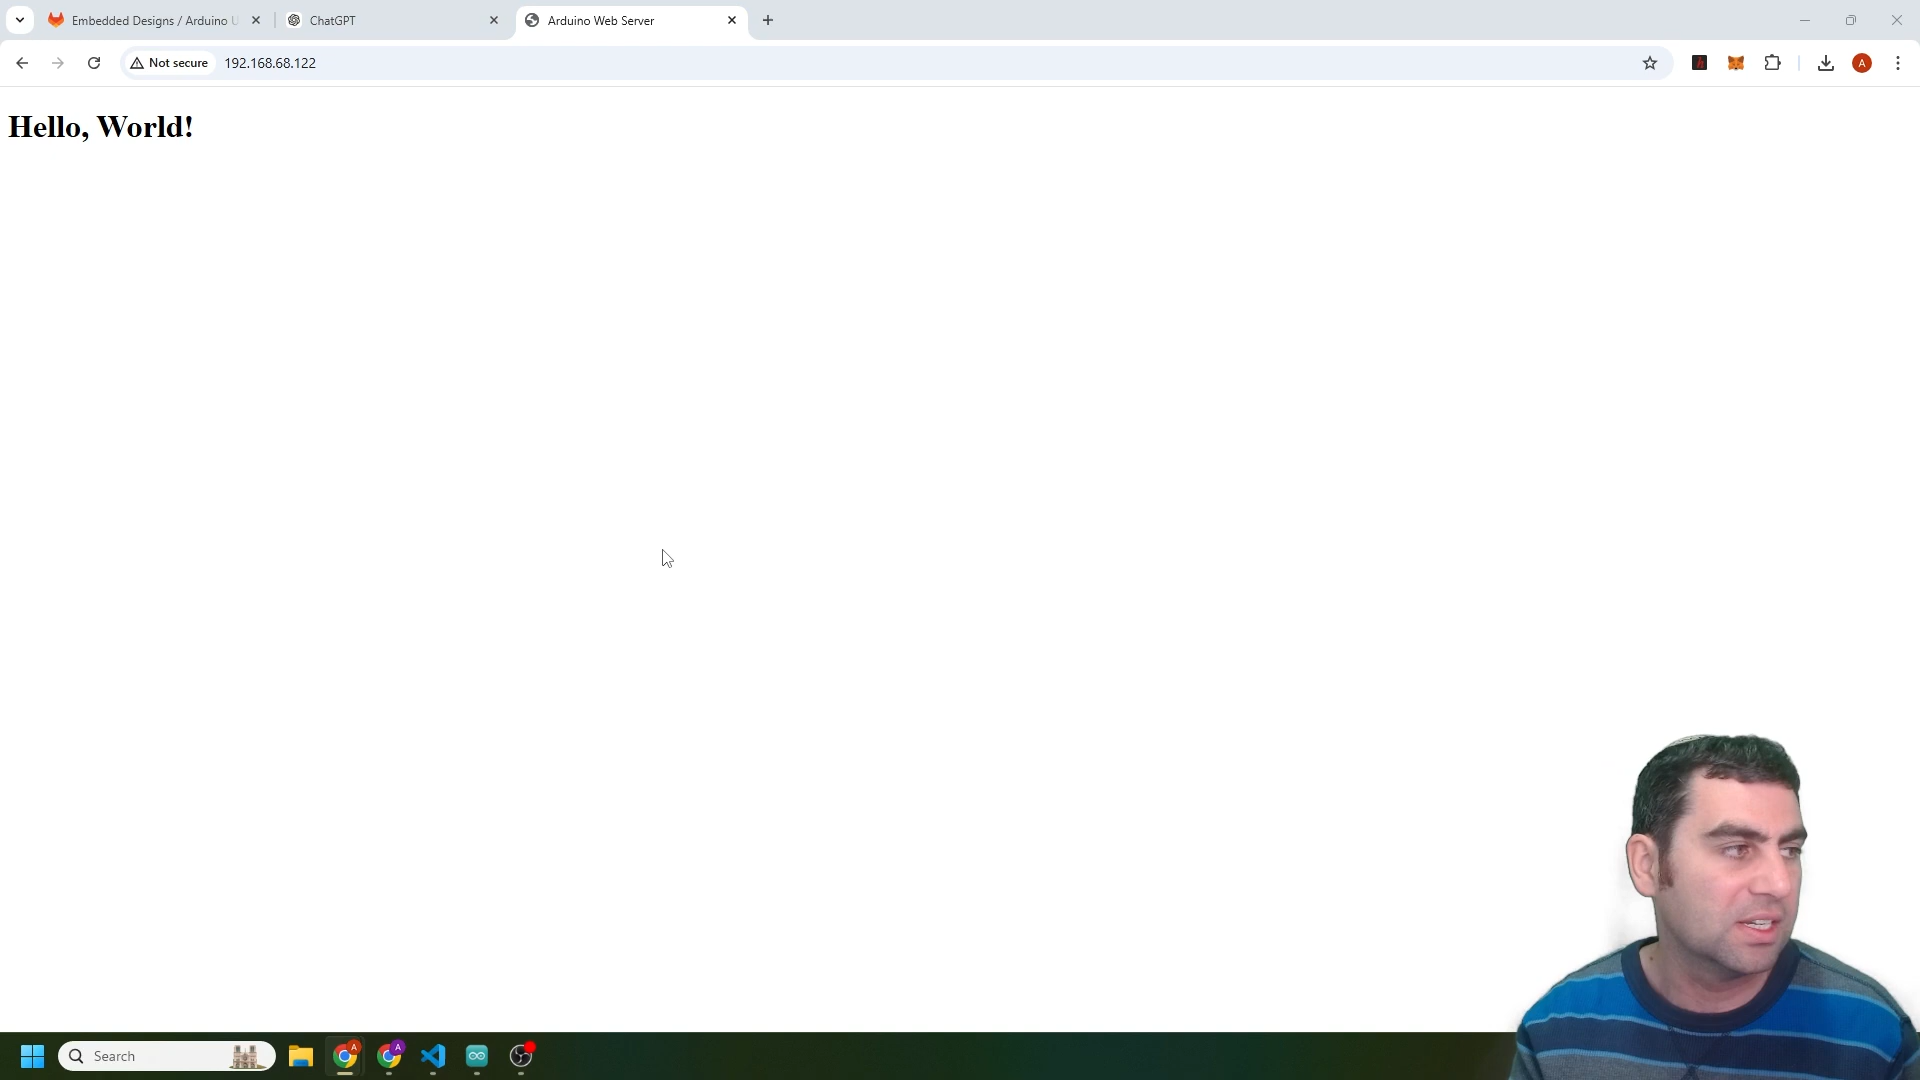 Embedded Designs / Arduino U
ChatGPT
Arduino Web Server
Not secure
192.168.68.122
A
Hello, World!
Search
A
A